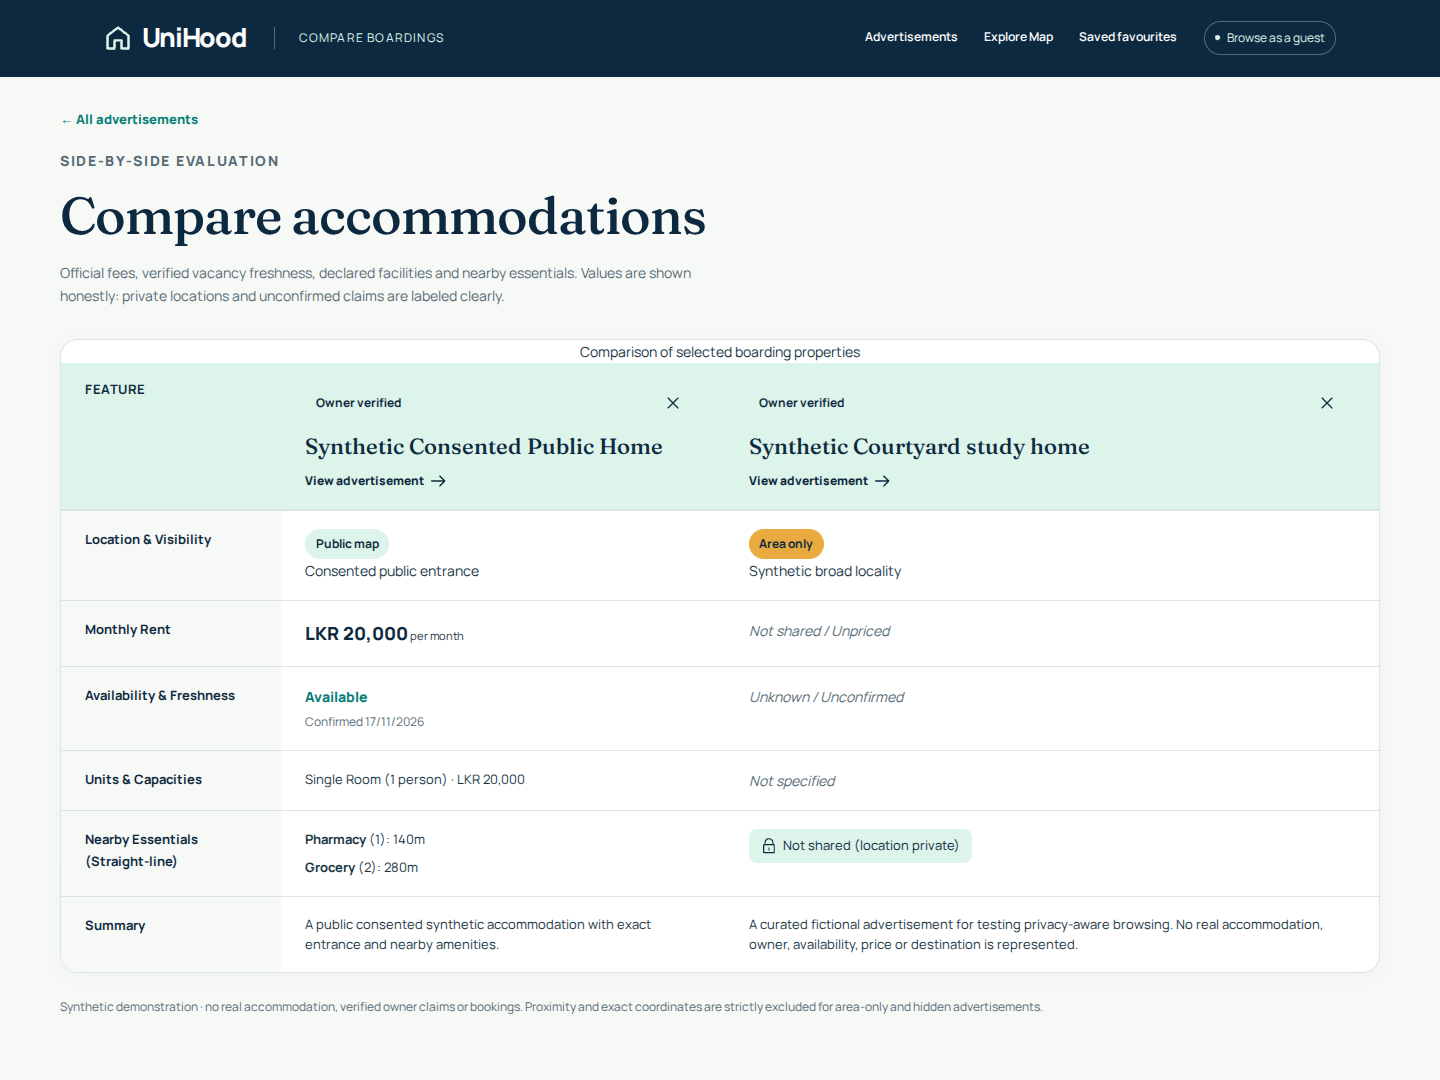 UniHood
COMPARE BOARDINGS
Advertisements
Explore Map
Saved favourites
Browse as a guest
← All advertisements
SIDE-BY-SIDE EVALUATION
Compare accommodations
Official fees, verified vacancy freshness, declared facilities and nearby essentials. Values are shown
honestly: private locations and unconfirmed claims are labeled clearly.
Comparison of selected boarding properties
FEATURE
Owner verified
Synthetic Consented Public Home
View advertisement →
Owner verified
Synthetic Courtyard study home
View advertisement →
Location & Visibility
Public map
Consented public entrance
Area only
Synthetic broad locality
Monthly Rent
LKR 20,000 per month
Not shared / Unpriced
Availability & Freshness
Available
Confirmed 17/11/2026
Unknown / Unconfirmed
Units & Capacities
Single Room (1 person) · LKR 20,000
Not specified
Nearby Essentials
(Straight-line)
Pharmacy (1): 140m
Grocery (2): 280m
Not shared (location private)
Summary
A public consented synthetic accommodation with exact
entrance and nearby amenities.
A curated fictional advertisement for testing privacy-aware browsing. No real accommodation,
owner, availability, price or destination is represented.
Synthetic demonstration · no real accommodation, verified owner claims or bookings. Proximity and exact coordinates are strictly excluded for area-only and hidden advertisements.